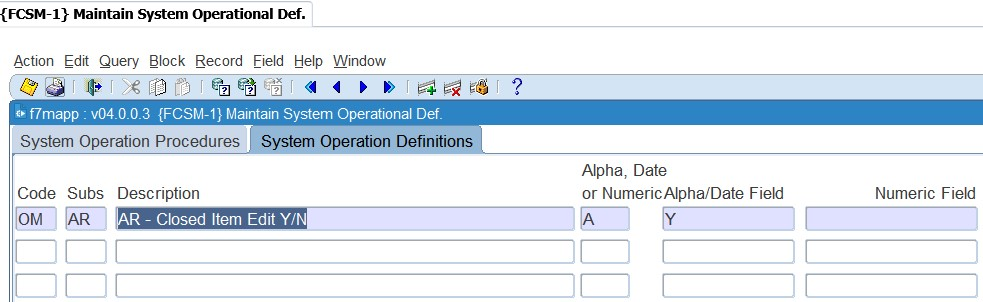 {FCSM-1} Maintain System Operational Def.
Action Edit Query Block Record Field Help Window
f7mapp : v04.0.0.3 {FCSM-1} Maintain System Operational Def.
System Operation Procedures System Operation Definitions
Alpha, Date
Code Subs Description or Numeric Alpha/Date Field Numeric Field
OM AR AR - Closed Item Edit Y/N A Y